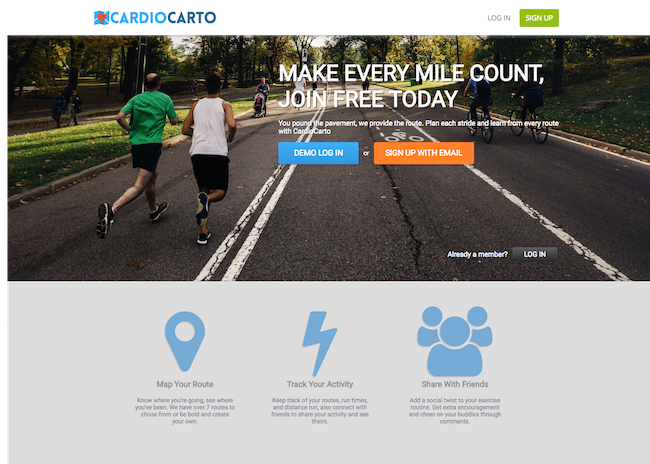 CARDIOCARTO
LOG IN
SIGN UP
MAKE EVERY MILE COUNT,
JOIN FREE TODAY
You pound the pavement, we provide the route. Plan each stride and learn from every route
with CardioCarto
DEMO LOG IN
or
SIGN UP WITH EMAIL
Already a member?
LOG IN
Map Your Route
Know where you're going, see where
you've been. We have over 7 routes to
chose from or be bold and create
your own.
Track Your Activity
Keep track of your routes, run times,
and distance run, also connect with
friends to share your activity and see
theirs.
Share With Friends
Add a social twist to your exercise
routine. Get extra encouragement
and cheer on your buddies through
comments.